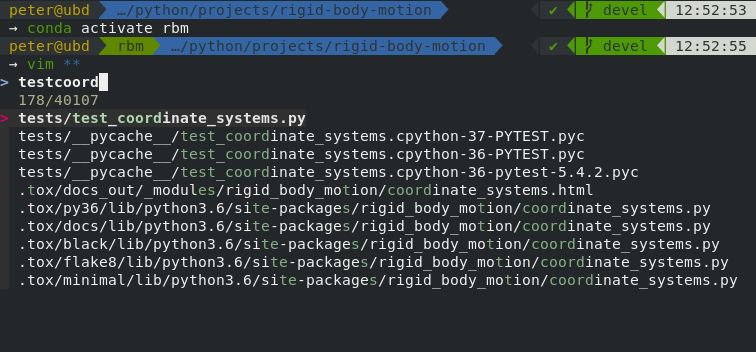 peter@ubd …/python/projects/rigid-body-motion ✔ devel 12:52:53
→ conda activate rbm
peter@ubd rbm …/python/projects/rigid-body-motion ✔ devel 12:52:55
→ vim **
> testcoord
178/40107
> tests/test_coordinate_systems.py
tests/__pycache__/test_coordinate_systems.cpython-37-PYTEST.pyc
tests/__pycache__/test_coordinate_systems.cpython-36-PYTEST.pyc
tests/__pycache__/test_coordinate_systems.cpython-36-pytest-5.4.2.pyc
.tox/docs_out/_modules/rigid_body_motion/coordinate_systems.html
.tox/py36/lib/python3.6/site-packages/rigid_body_motion/coordinate_systems.py
.tox/docs/lib/python3.6/site-packages/rigid_body_motion/coordinate_systems.py
.tox/black/lib/python3.6/site-packages/rigid_body_motion/coordinate_systems.py
.tox/flake8/lib/python3.6/site-packages/rigid_body_motion/coordinate_systems.py
.tox/minimal/lib/python3.6/site-packages/rigid_body_motion/coordinate_systems.py